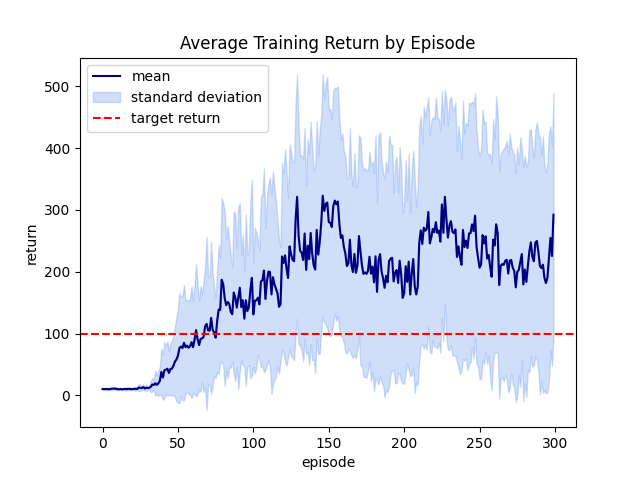 Average Training Return by Episode
mean
standard deviation
target return
return
500
400
300
200
100
0
0 50 100 150 200 250 300
episode